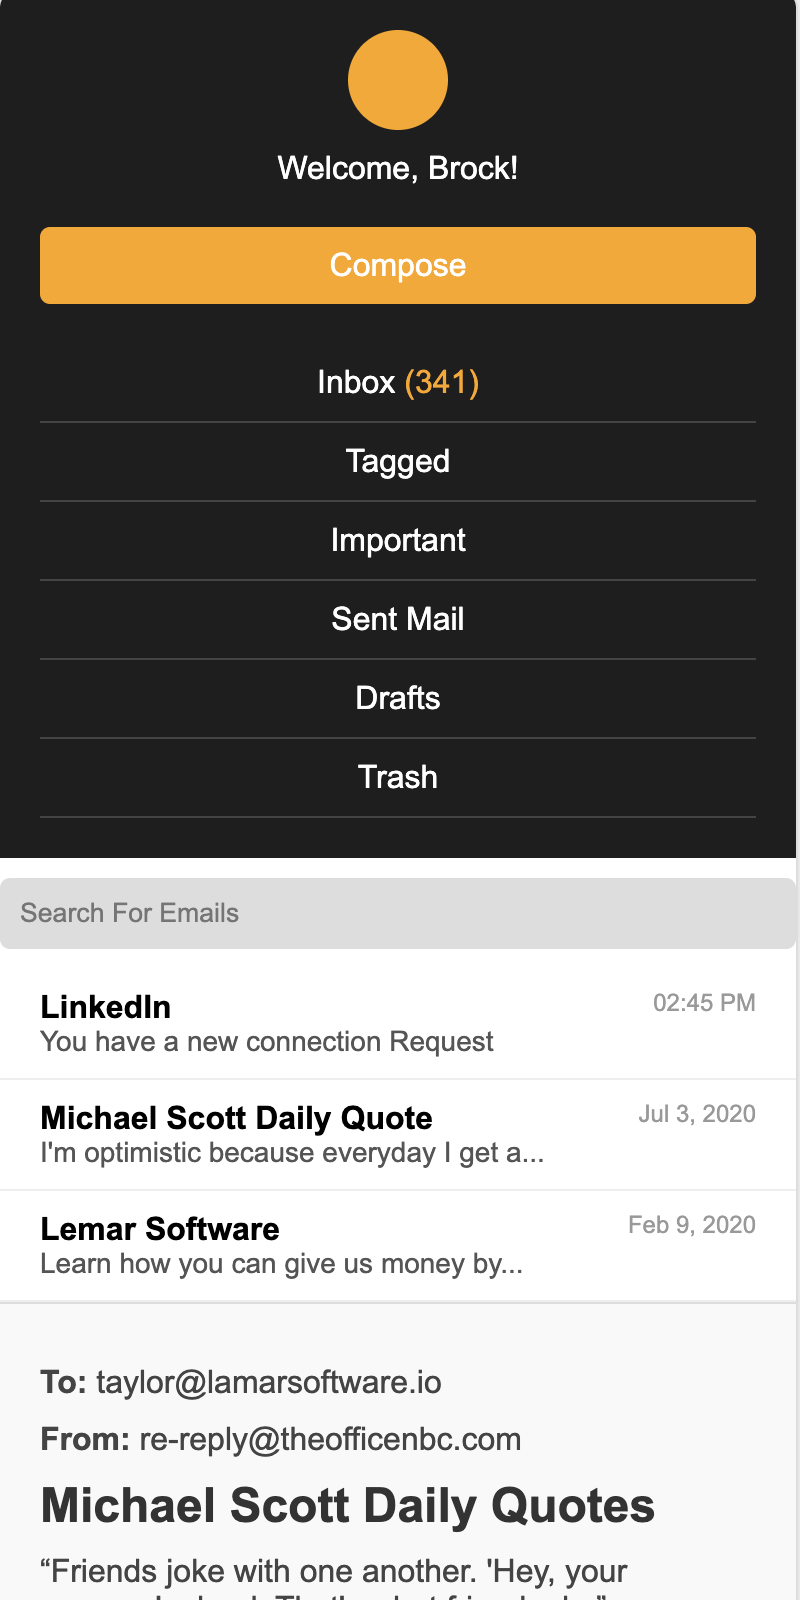 Welcome, Brock!
Compose
Inbox (341)
Tagged
Important
Sent Mail
Drafts
Trash
Search For Emails
LinkedIn
02:45 PM
You have a new connection Request
Michael Scott Daily Quote
Jul 3, 2020
I'm optimistic because everyday I get a...
Lemar Software
Feb 9, 2020
Learn how you can give us money by...
To: taylor@lamarsoftware.io
From: re-reply@theofficenbc.com
Michael Scott Daily Quotes
“Friends joke with one another. 'Hey, your